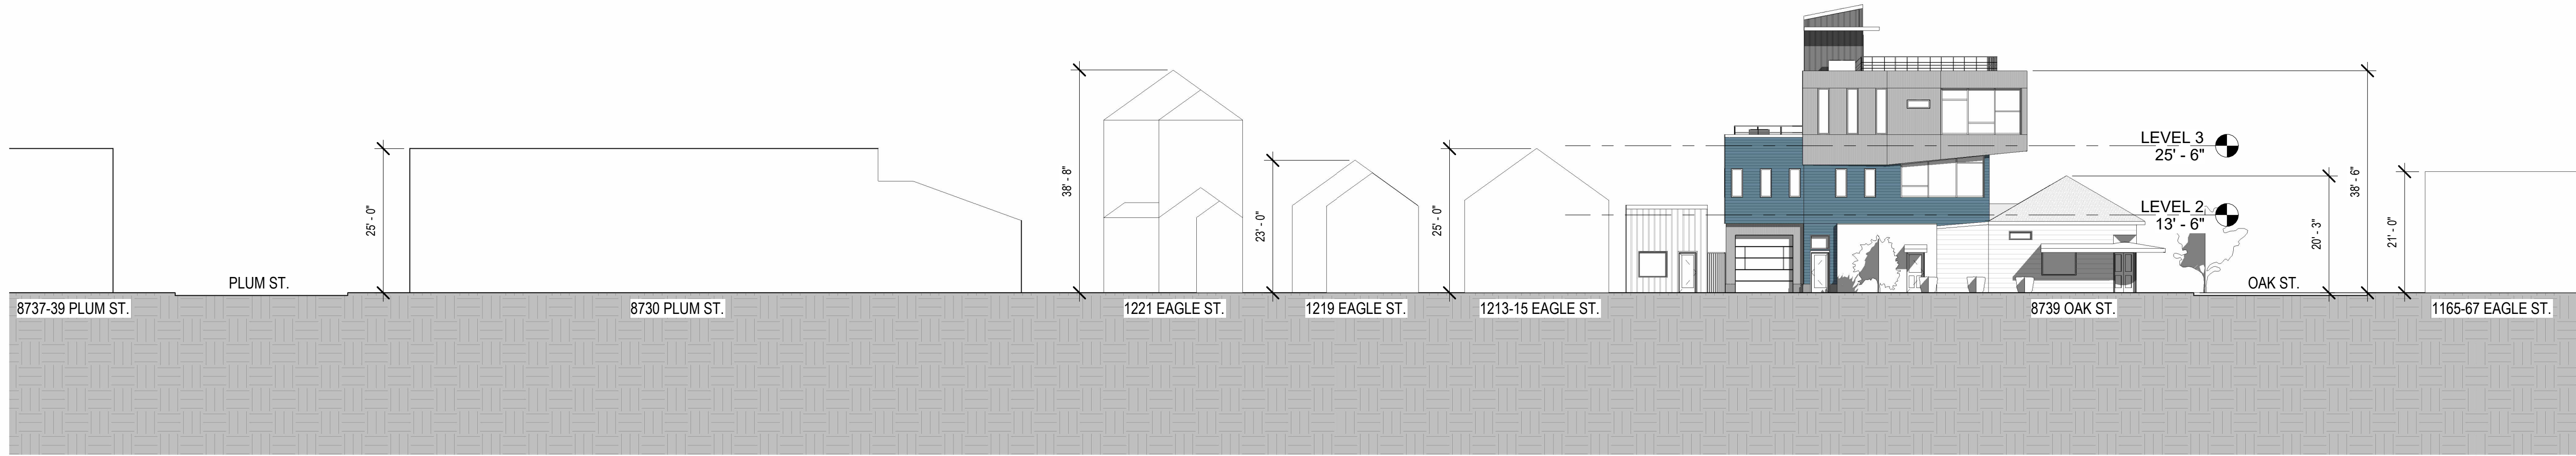 LEVEL 3
25' - 6"
LEVEL 2
13' - 6"
25' - 0"
38' - 8"
23' - 0"
25' - 0"
20' - 3"
38' - 6"
21' - 0"
PLUM ST.
OAK ST.
8737-39 PLUM ST.
8730 PLUM ST.
1221 EAGLE ST.
1219 EAGLE ST.
1213-15 EAGLE ST.
8739 OAK ST.
1165-67 EAGLE ST.